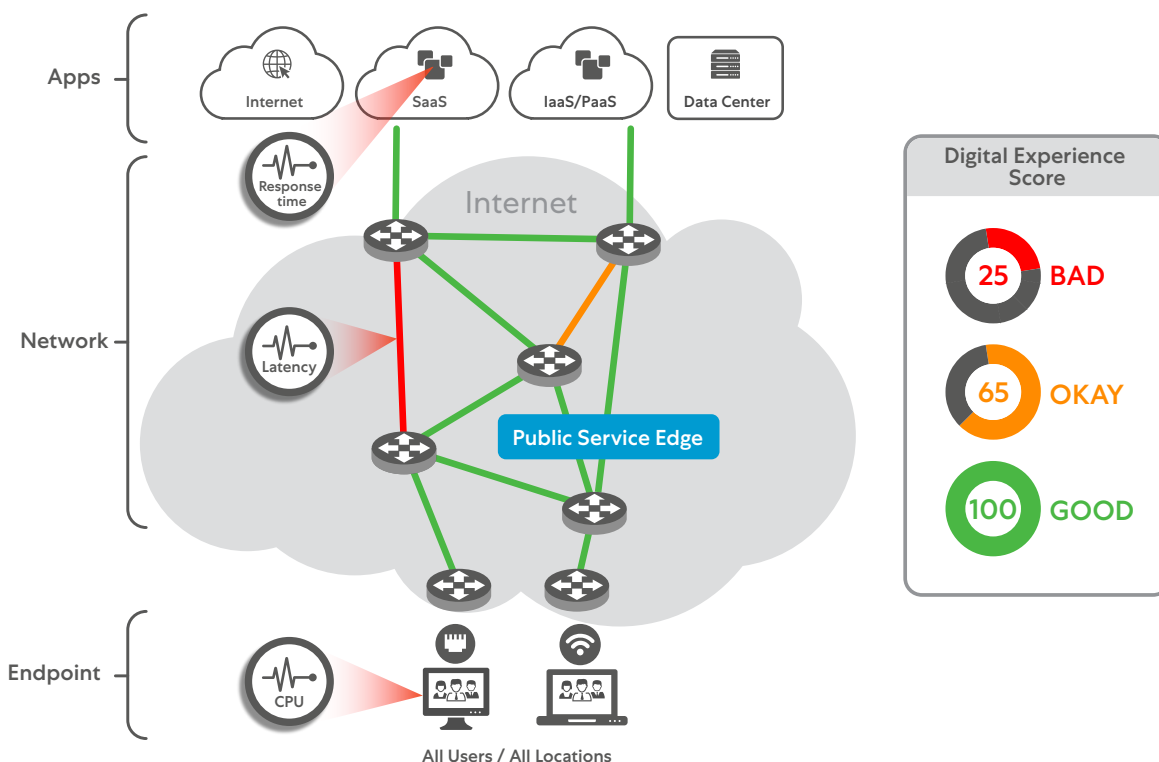 Apps
Internet
SaaS
IaaS/PaaS
Data Center
Response
time
Internet
Network
Latency
Public Service Edge
Endpoint
CPU
All Users / All Locations
Digital Experience
Score
25 BAD
65 OKAY
100 GOOD